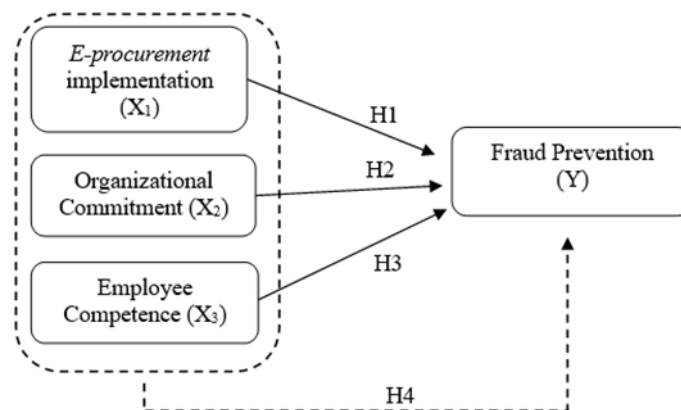 E-procurement
implementation
(X₁)
H1
Organizational
Commitment (X₂)
H2
Fraud Prevention
(Y)
Employee
Competence (X₃)
H3
H4